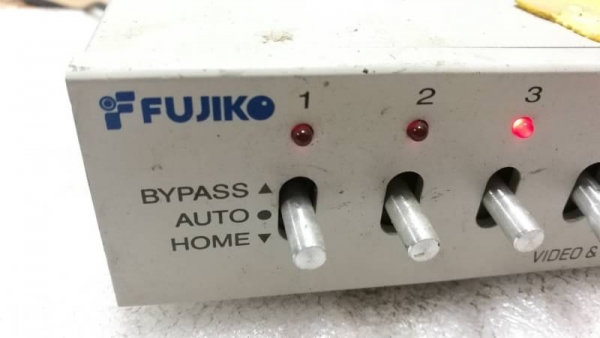 FUJIKO 1 2 3
BYPASS ▲
AUTO ●
HOME ▼
VIDEO &